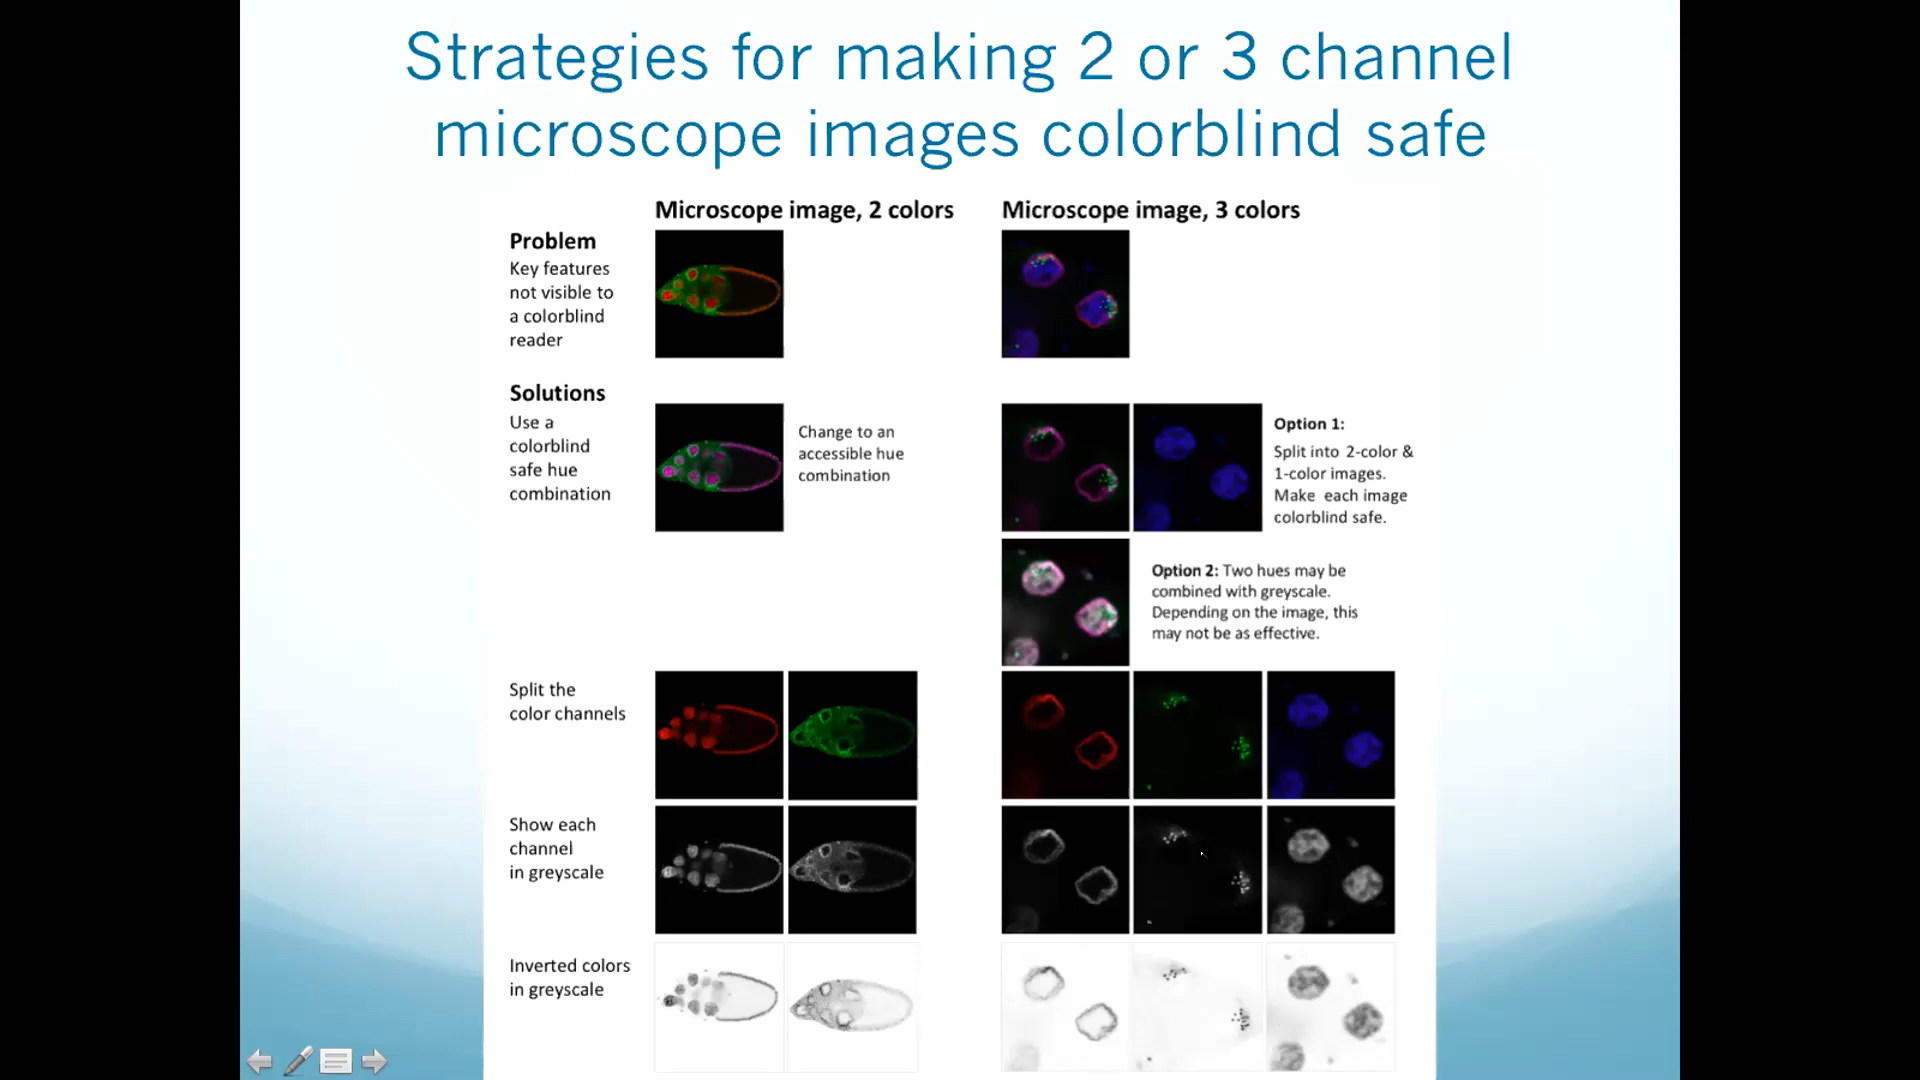 Strategies for making 2 or 3 channel
microscope images colorblind safe
Microscope image, 2 colors
Microscope image, 3 colors
Problem
Key features
not visible to
a colorblind
reader
Solutions
Use a
colorblind
safe hue
combination
Change to an
accessible hue
combination
Option 1:
Split into 2-color &
1-color images.
Make each image
colorblind safe.
Option 2: Two hues may be
combined with greyscale.
Depending on the image, this
may not be as effective.
Split the
color channels
Show each
channel
in greyscale
Inverted colors
in greyscale